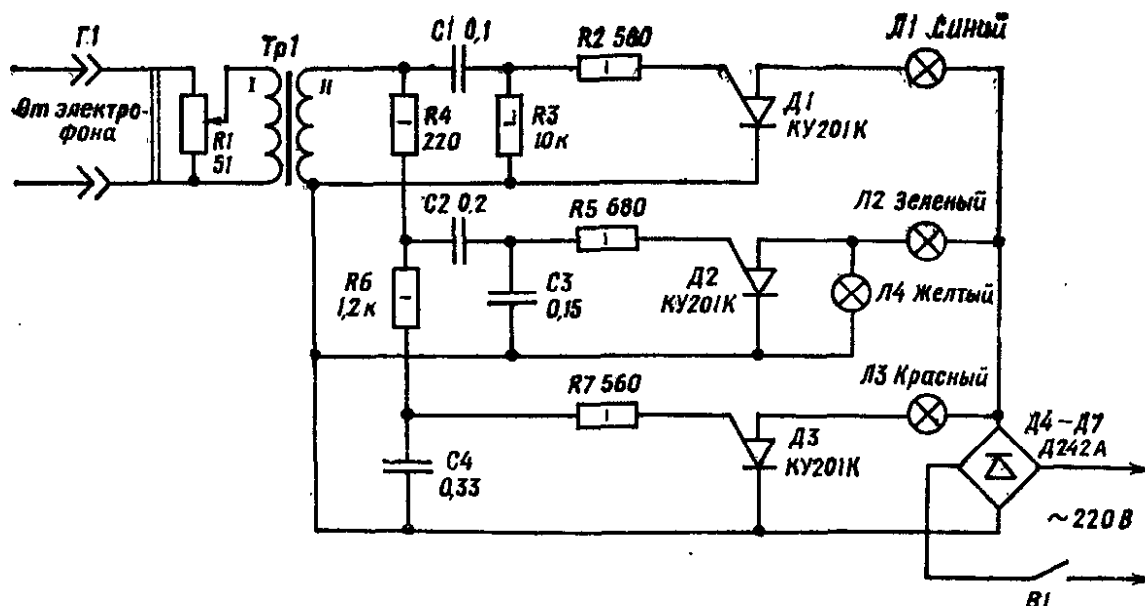 Г.1
От электро-
фона
R1
51
Тр1
I
II
C1 0,1
R2 560
R4
220
R3
10 к
Д1
КУ201К
Л1 Синий
C2 0,2
R5 680
R6
1,2 к
C3
0,15
Д2
КУ201К
Л2 Зеленый
Л4 Желтый
R7 560
Л3 Красный
C4
0,33
Д3
КУ201К
Д4–Д7
Д242А
~220 В
В1